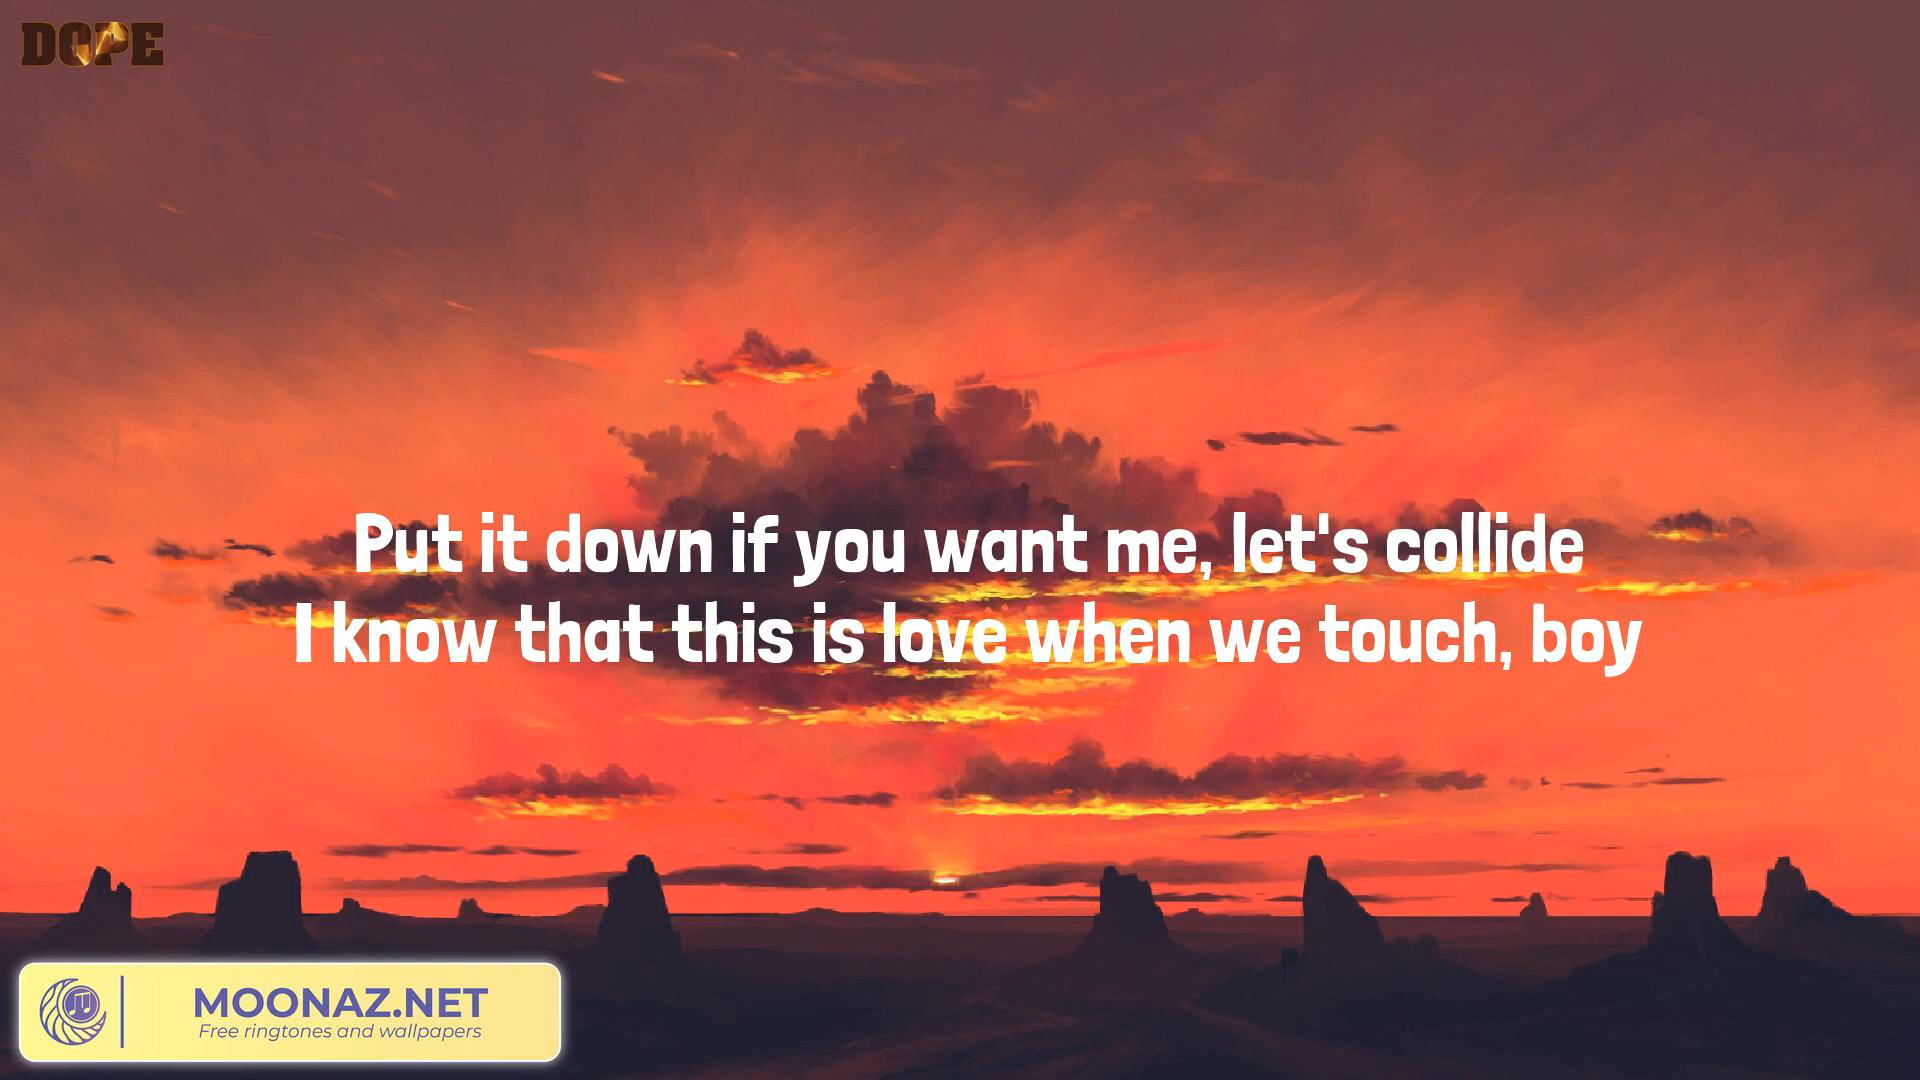 DOPE
Put it down if you want me, let's collide
I know that this is love when we touch, boy
MOONAZ.NET
Free ringtones and wallpapers